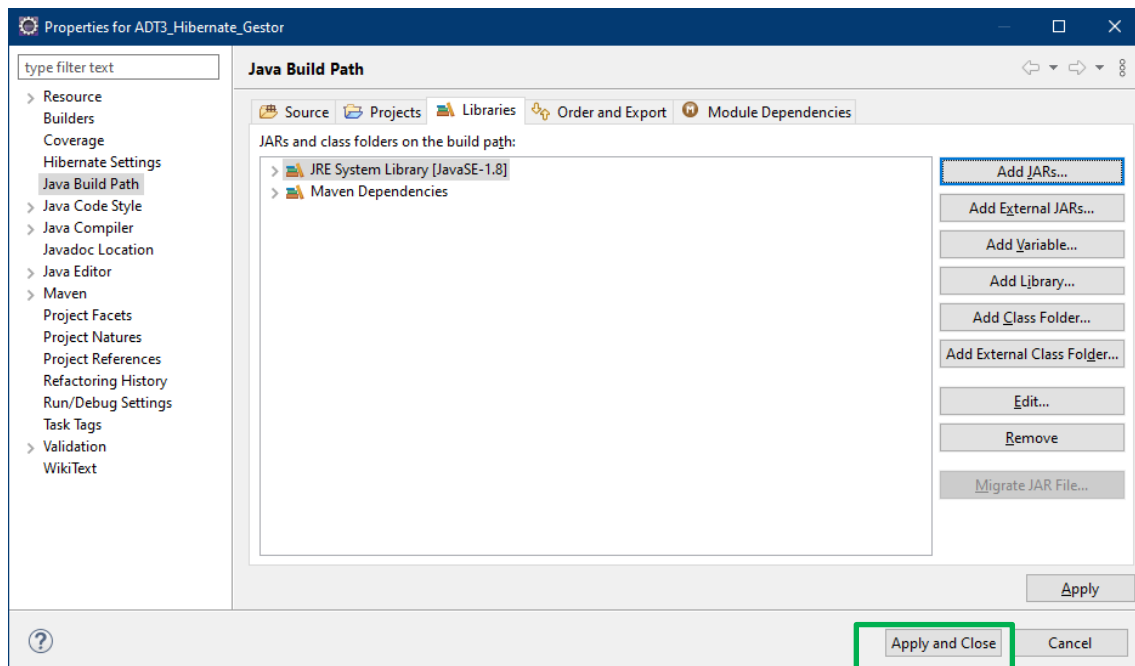 Properties for ADT3_Hibernate_Gestor
type filter text
Resource
Builders
Coverage
Hibernate Settings
Java Build Path
Java Code Style
Java Compiler
Javadoc Location
Java Editor
Maven
Project Facets
Project Natures
Project References
Refactoring History
Run/Debug Settings
Task Tags
Validation
WikiText
Java Build Path
Source Projects Libraries Order and Export Module Dependencies
JARs and class folders on the build path:
JRE System Library [JavaSE-1.8]
Maven Dependencies
Add JARs...
Add External JARs...
Add Variable...
Add Library...
Add Class Folder...
Add External Class Folder...
Edit...
Remove
Migrate JAR File...
Apply
Apply and Close Cancel